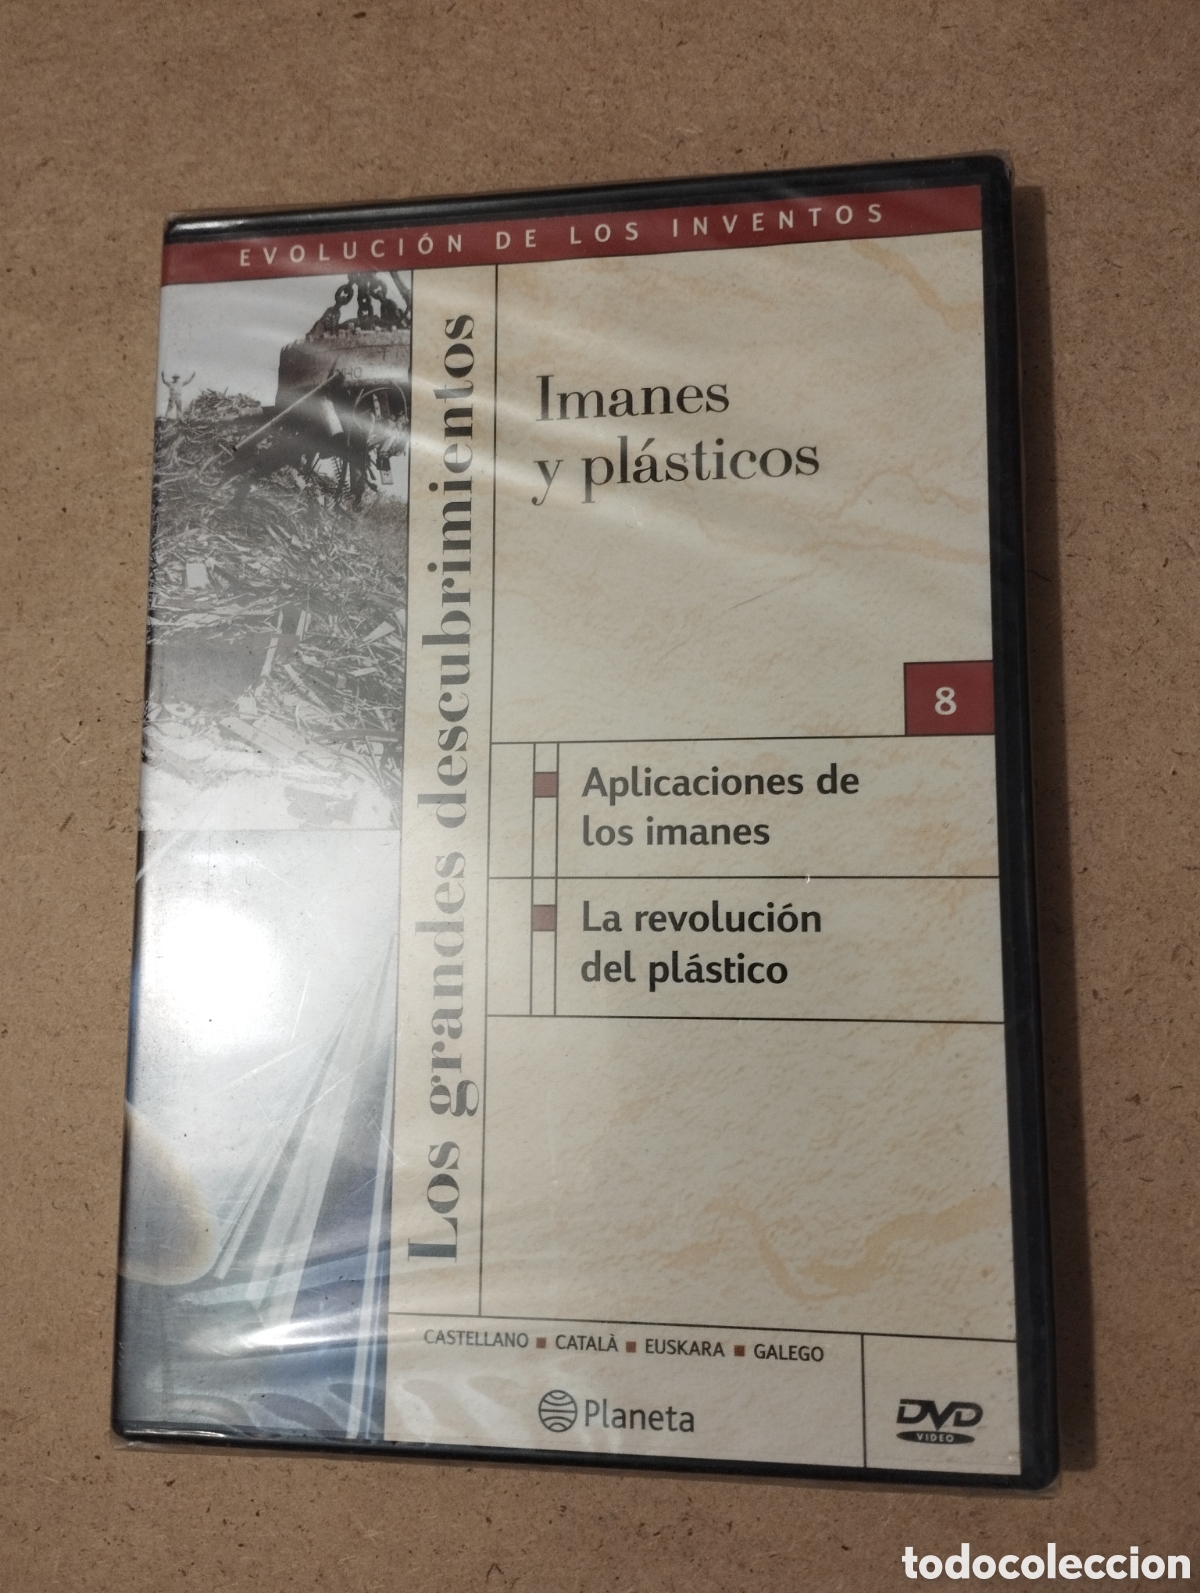 EVOLUCIÓN DE LOS INVENTOS
Los grandes descubrimientos
Imanes
y plásticos
8
Aplicaciones de
los imanes
La revolución
del plástico
CASTELLANO ■ CATALÀ ■ EUSKARA ■ GALEGO
Planeta
DVD
VIDEO
todocoleccion